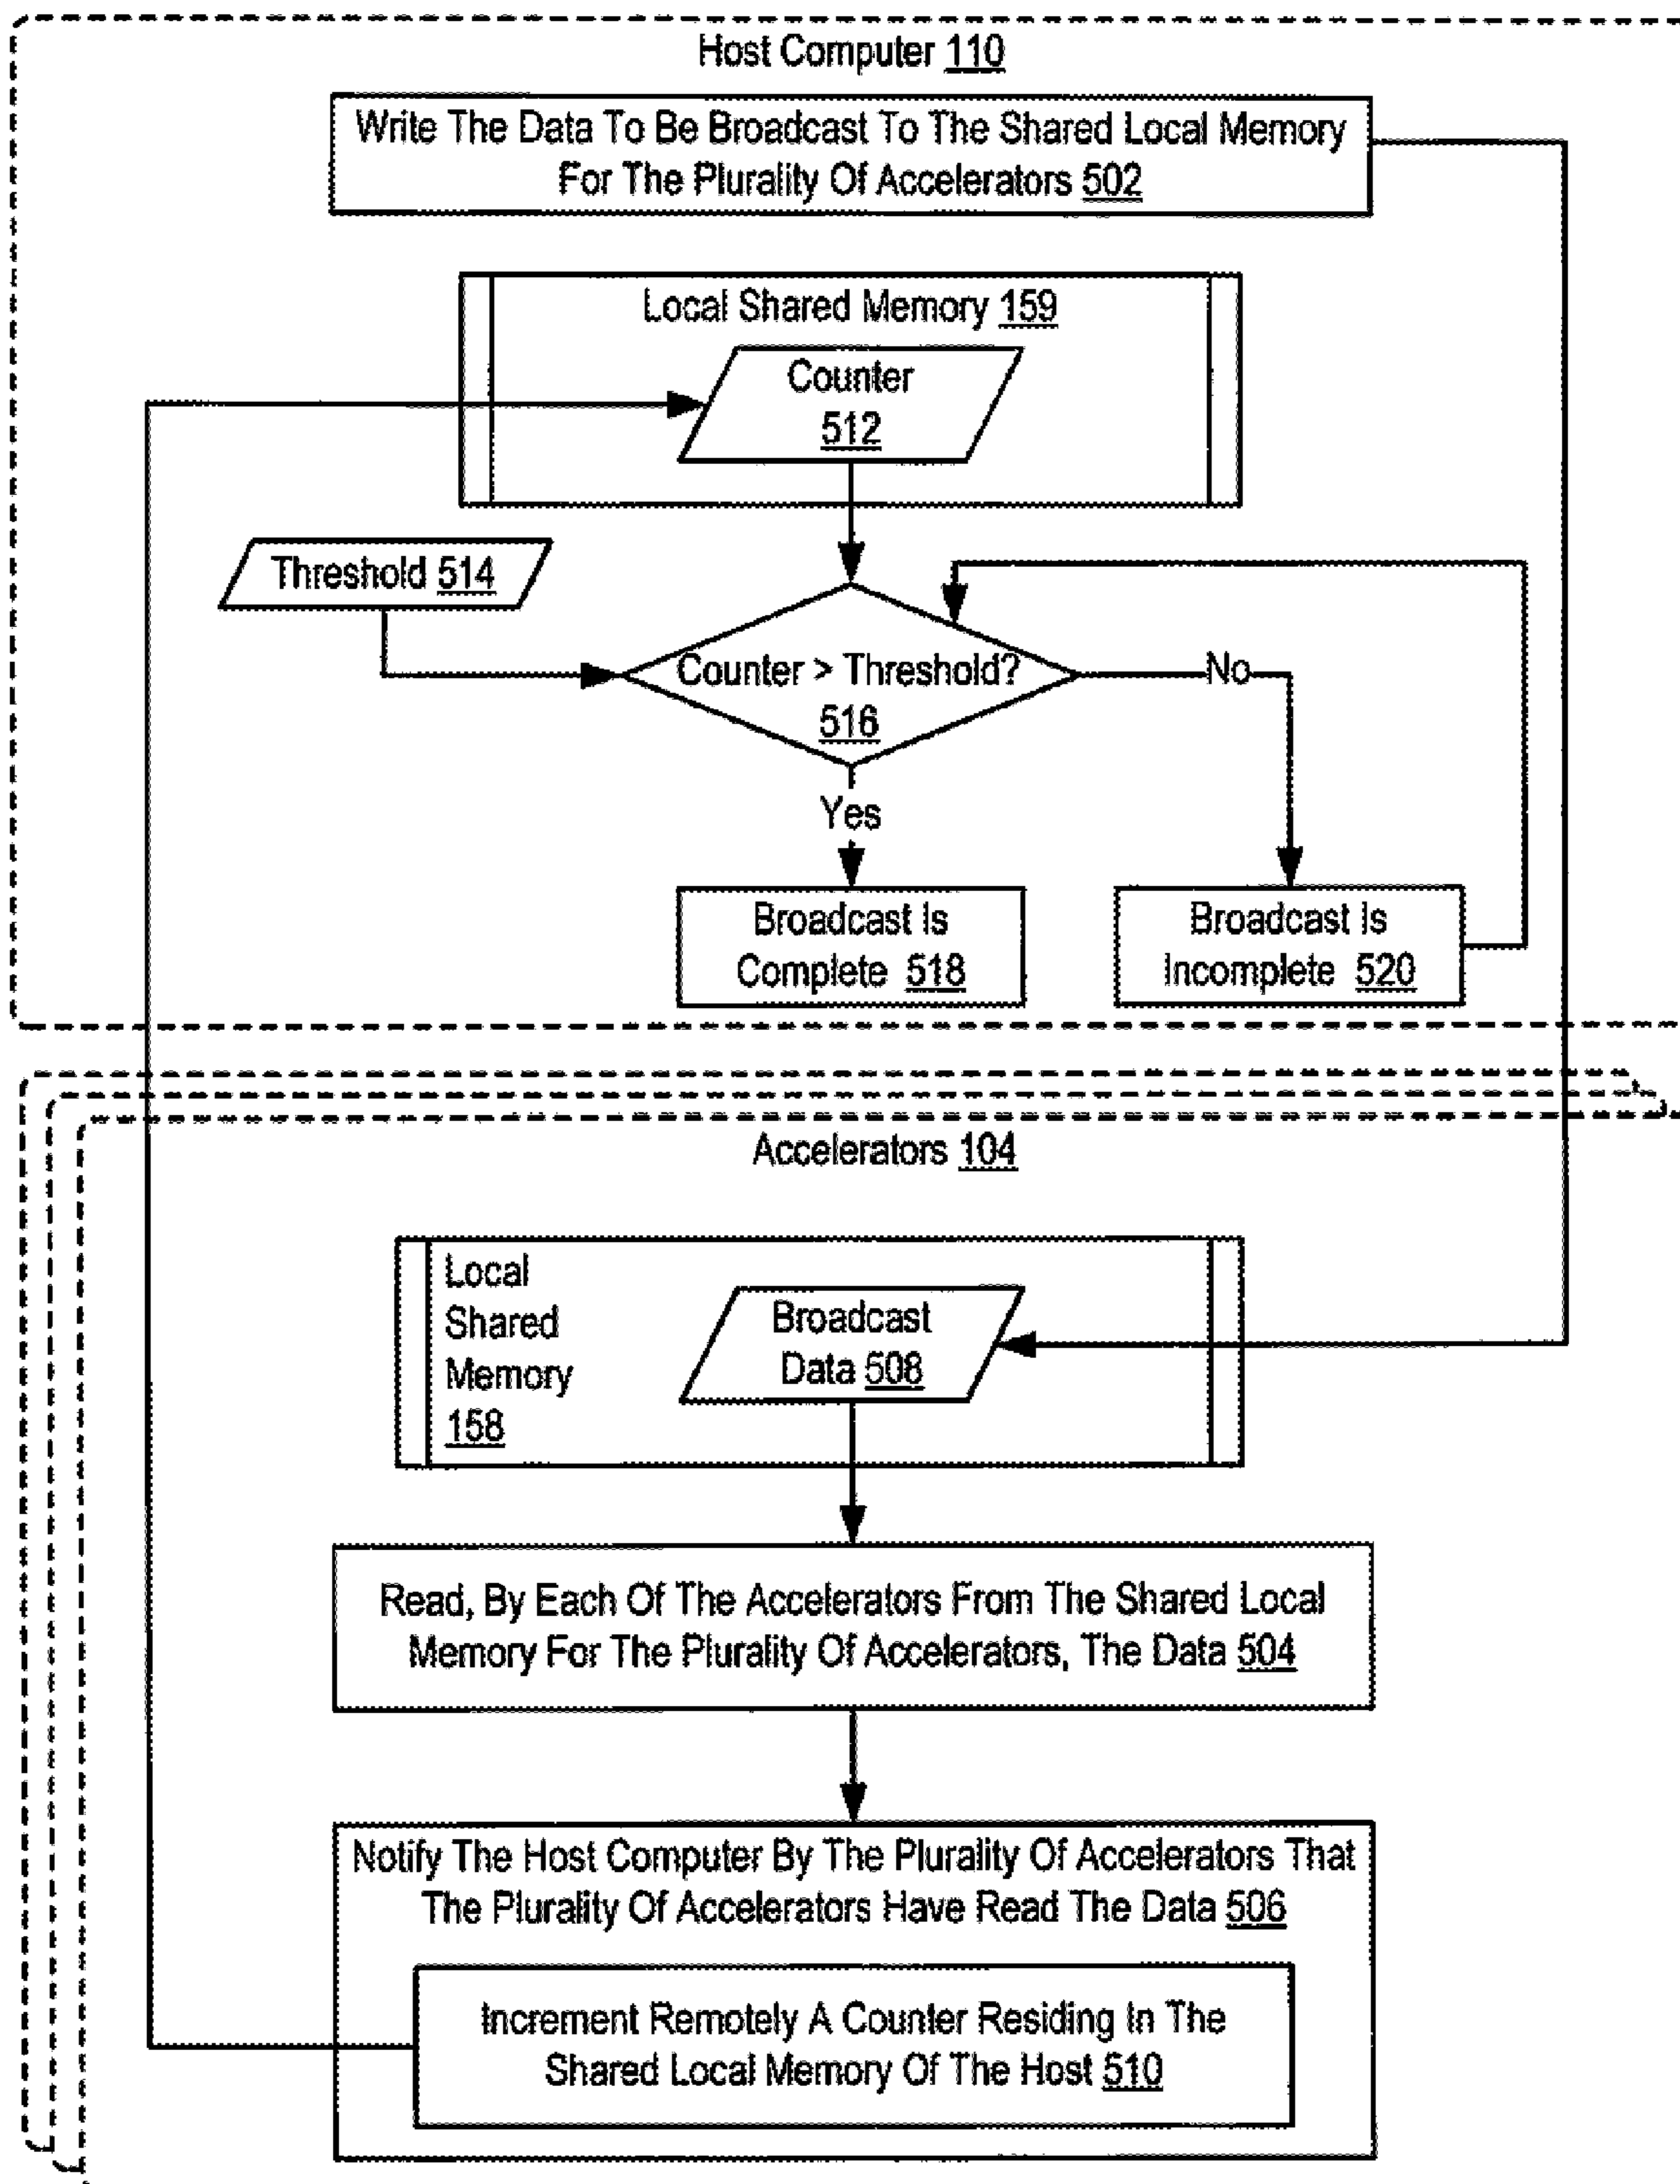 Host Computer 110
Write The Data To Be Broadcast To The Shared Local Memory
For The Plurality Of Accelerators 502
Local Shared Memory 159
Counter
512
Threshold 514
Counter > Threshold?
516
No
Yes
Broadcast Is
Complete 518
Broadcast Is
Incomplete 520
Accelerators 104
Local
Shared
Memory
158
Broadcast
Data 508
Read, By Each Of The Accelerators From The Shared Local
Memory For The Plurality Of Accelerators, The Data 504
Notify The Host Computer By The Plurality Of Accelerators That
The Plurality Of Accelerators Have Read The Data 506
Increment Remotely A Counter Residing In The
Shared Local Memory Of The Host 510